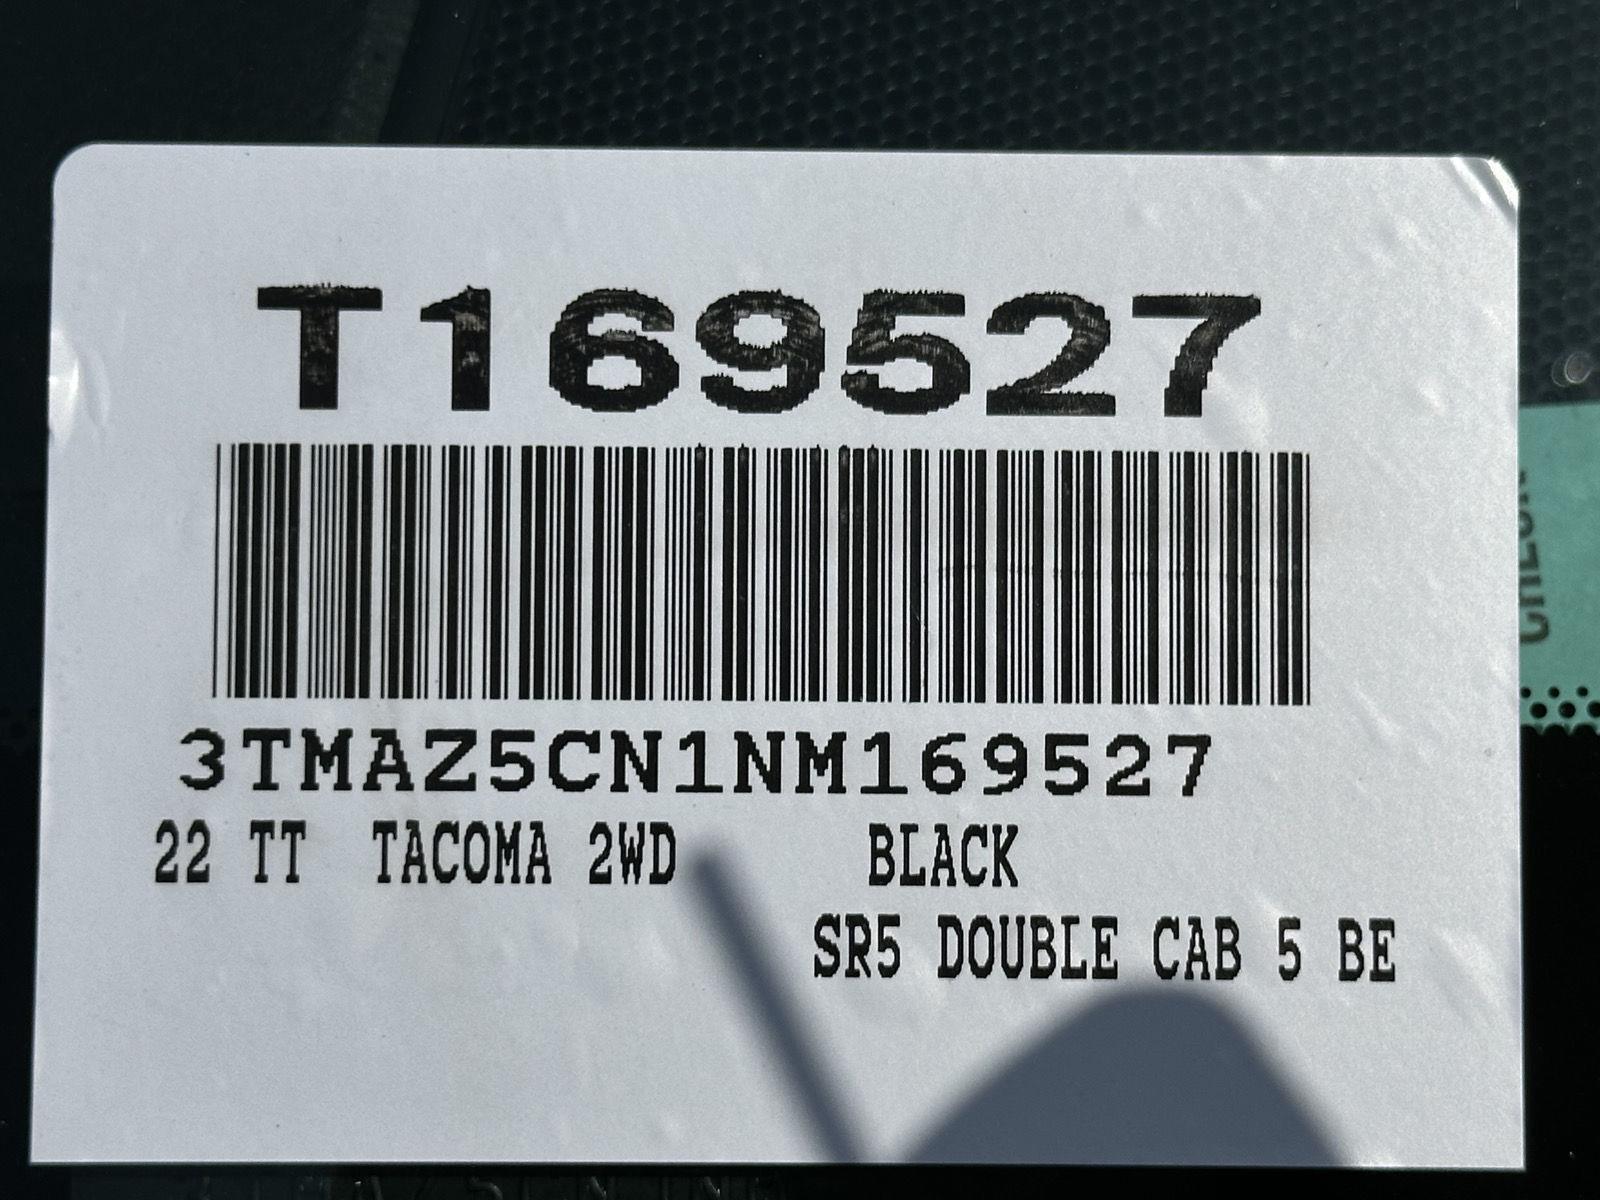 T169527
3TMAZ5CN1NM169527
22 TT TACOMA 2WD BLACK
SR5 DOUBLE CAB 5 BE